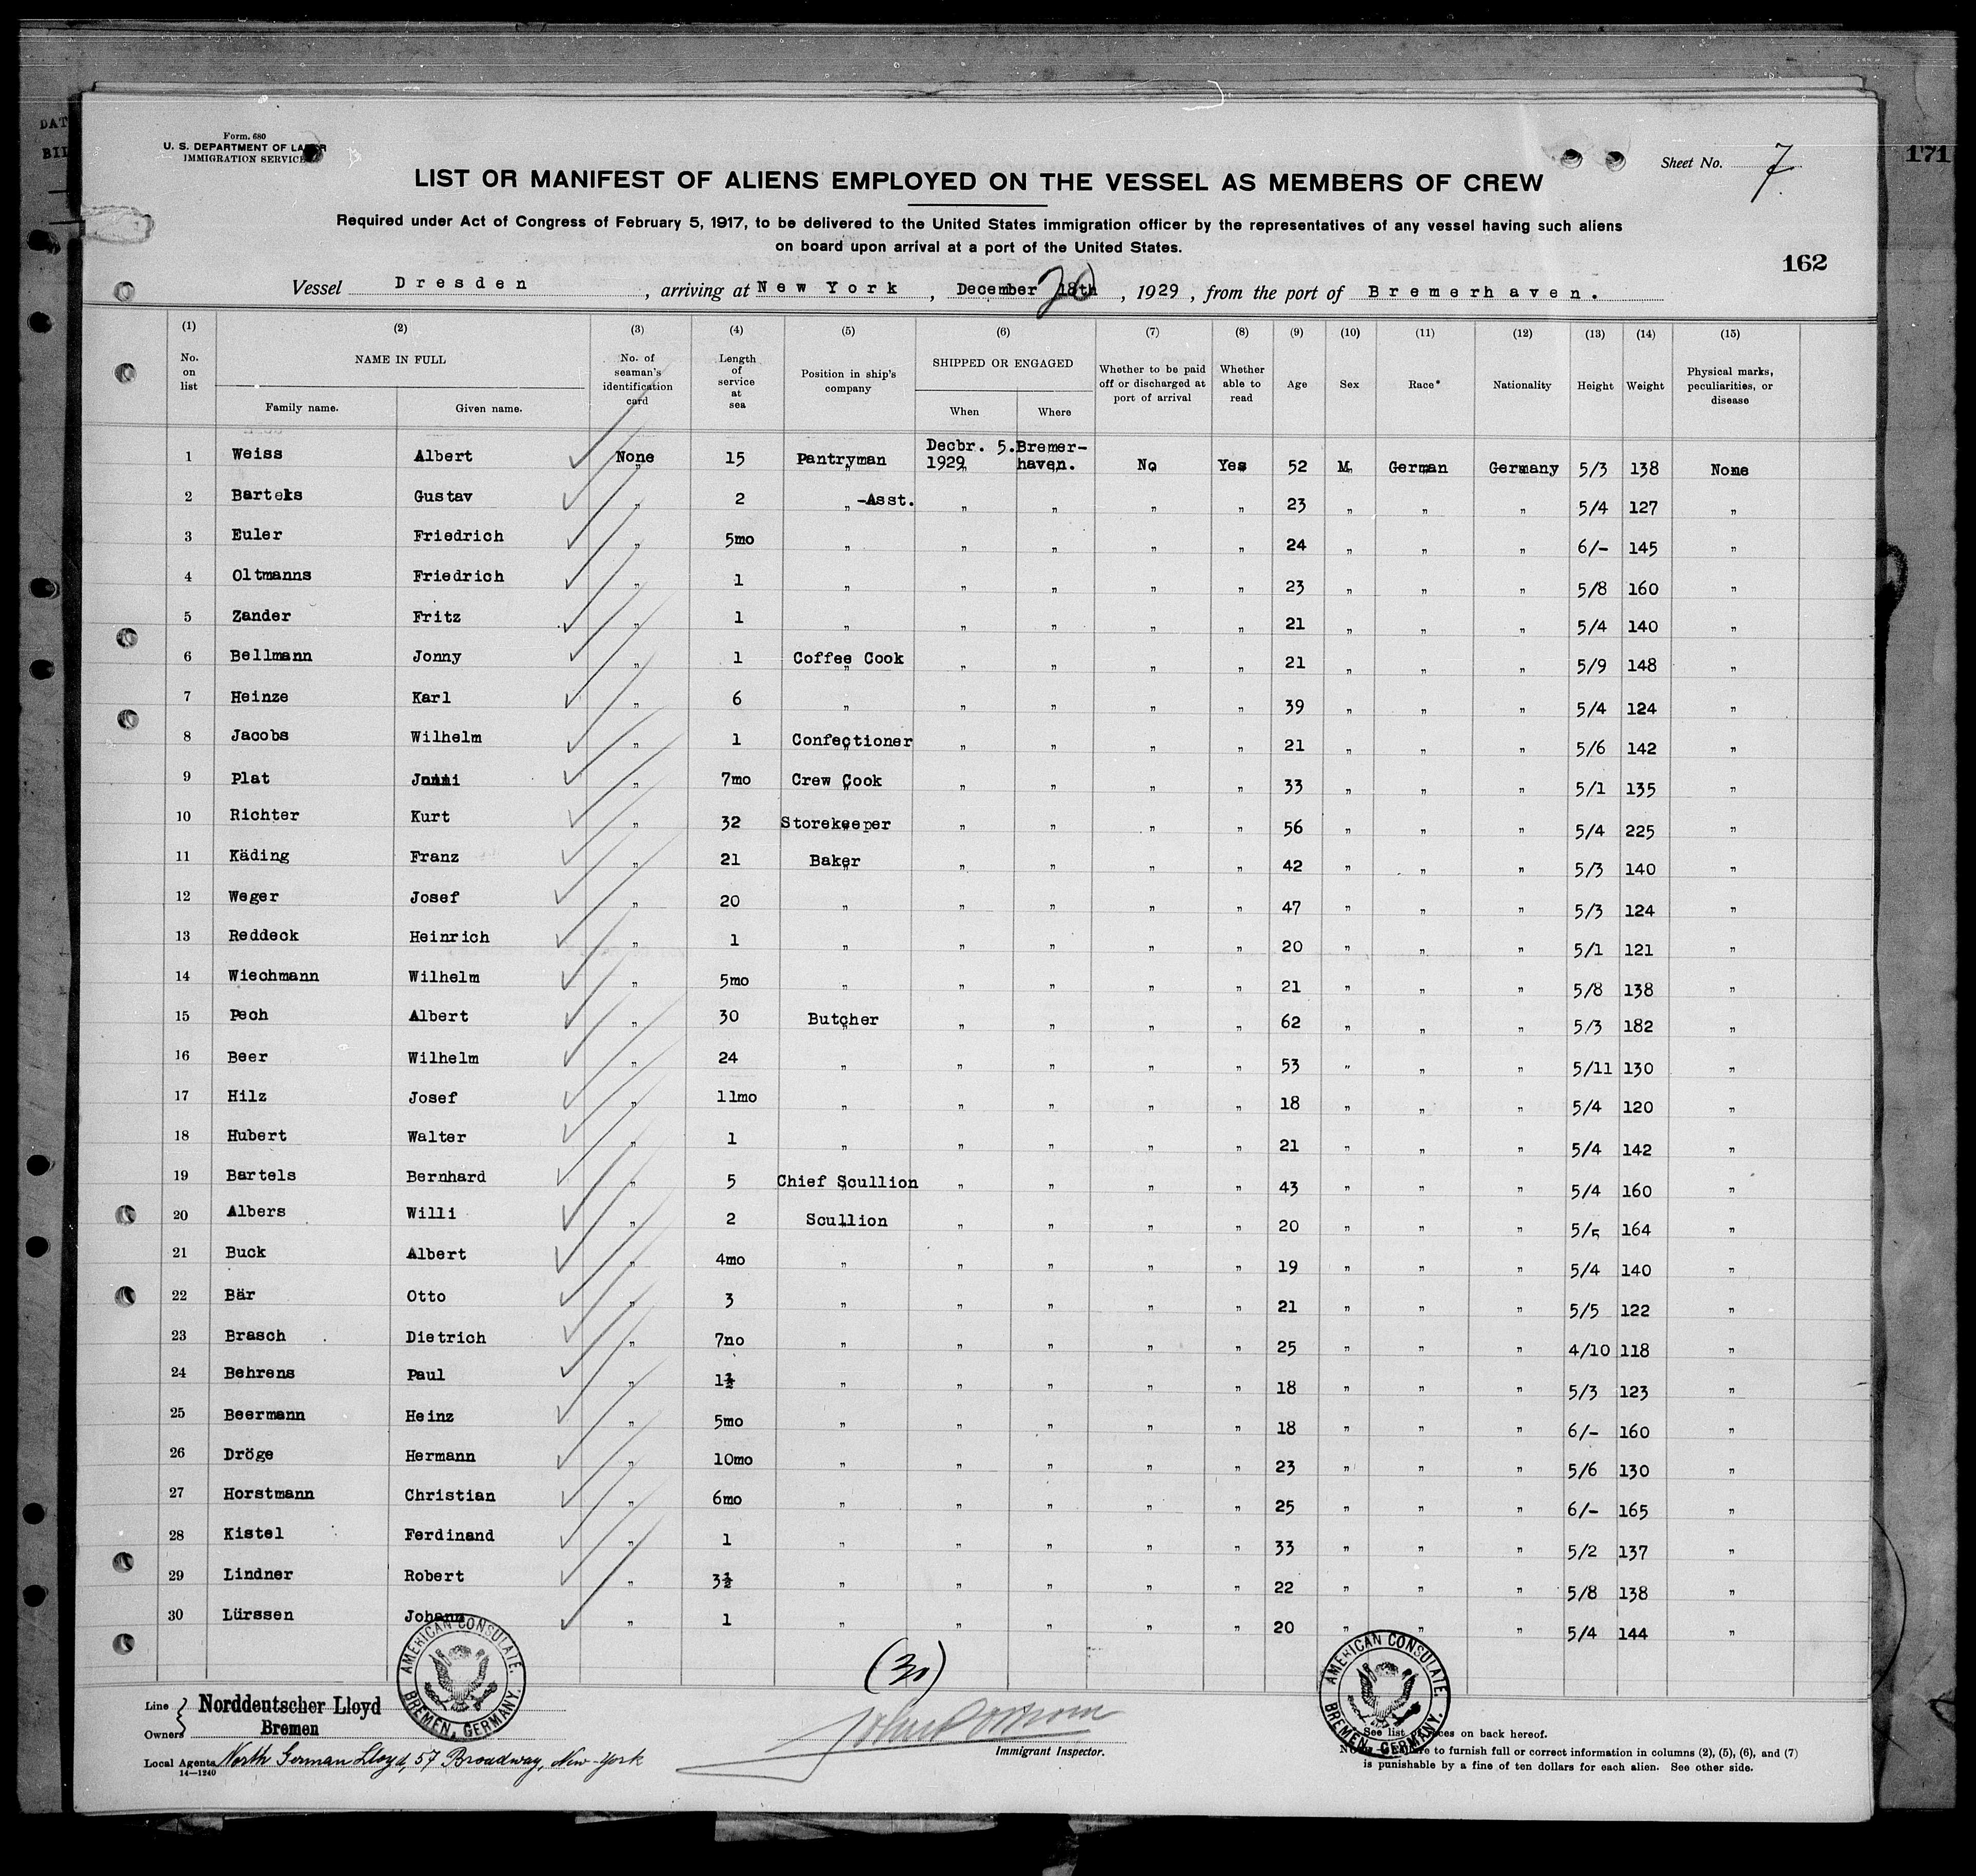 DAT
BIL
171
Form. 680
U. S. DEPARTMENT OF LABOR
IMMIGRATION SERVICE
Sheet No. 7
LIST OR MANIFEST OF ALIENS EMPLOYED ON THE VESSEL AS MEMBERS OF CREW
Required under Act of Congress of February 5, 1917, to be delivered to the United States immigration officer by the representatives of any vessel having such aliens
on board upon arrival at a port of the United States.
162
Vessel Dresden, arriving at New York, December 18th 20, 1929, from the port of Bremerhaven.
(1) (2) (3) (4) (5) (6) (7) (8) (9) (10) (11) (12) (13) (14) (15)
No. on list
NAME IN FULL
Family name. Given name.
No. of seaman's identification card
Length of service at sea
Position in ship's company
SHIPPED OR ENGAGED
When Where
Whether to be paid off or discharged at port of arrival
Whether able to read
Age Sex Race* Nationality Height Weight
Physical marks, peculiarities, or disease
1 Weiss Albert None 15 Pantryman Decbr. 5. 1929 Bremer-haven. No Yes 52 M German Germany 5/3 138 None
2 Barteks Gustav " 2 " -Asst. " " " " 23 " " " 5/4 127 "
3 Euler Friedrich " 5mo " " " " " 24 " " " 6/- 145 "
4 Oltmanns Friedrich " 1 " " " " " 23 " " " 5/8 160 "
5 Zander Fritz " 1 " " " " " 21 " " " 5/4 140 "
6 Bellmann Jonny " 1 Coffee Cook " " " " 21 " " " 5/9 148 "
7 Heinze Karl " 6 " " " " " 39 " " " 5/4 124 "
8 Jacobs Wilhelm " 1 Confectioner " " " " 21 " " " 5/6 142 "
9 Plat " 7mo Crew Cook " " " " 33 " " " 5/1 135 "
10 Richter Kurt " 32 Storekeeper " " " " 56 " " " 5/4 225 "
11 Käding Franz " 21 Baker " " " " 42 " " " 5/3 140 "
12 Weger Josef " 20 " " " " " 47 " " " 5/3 124 "
13 Reddeck Heinrich " 1 " " " " " 20 " " " 5/1 121 "
14 Wiechmann Wilhelm " 5mo " " " " " 21 " " " 5/8 138 "
15 Pech Albert " 30 Butcher " " " " 62 " " " 5/3 182 "
16 Beer Wilhelm " 24 " " " " " 53 " " " 5/11 130 "
17 Hilz Josef " 11mo " " " " " 18 " " " 5/4 120 "
18 Hubert Walter " 1 " " " " " 21 " " " 5/4 142 "
19 Bartels Bernhard " 5 Chief Scullion " " " " 43 " " " 5/4 160 "
20 Albers Willi " 2 Scullion " " " " 20 " " " 5/5 164 "
21 Buck Albert " 4mo " " " " " 19 " " " 5/4 140 "
22 Bär Otto " 3 " " " " " 21 " " " 5/5 122 "
23 Brasch Dietrich " 7no " " " " " 25 " " " 4/10 118 "
24 Behrens Paul " 1½ " " " " " 18 " " " 5/3 123 "
25 Beermann Heinz " 5mo " " " " " 18 " " " 6/- 160 "
26 Dröge Hermann " 10mo " " " " " 23 " " " 5/6 130 "
27 Horstmann Christian " 6mo " " " " " 25 " " " 6/- 165 "
28 Kistel Ferdinand " 1 " " " " " 33 " " " 5/2 137 "
29 Lindner Robert " 3½ " " " " " 22 " " " 5/8 138 "
30 Lürssen Johann " 1 " " " " " 20 " " " 5/4 144 "
(30)
AMERICAN CONSULATE. BREMEN, GERMANY.
AMERICAN CONSULATE. BREMEN, GERMANY.
Line Norddeutscher Lloyd
Owners Bremen
Local Agents North German Lloyd, 57 Broadway, New-York
14—1240
Immigrant Inspector.
See list of races on back hereof.
NOTE.—Failure to furnish full or correct information in columns (2), (5), (6), and (7)
is punishable by a fine of ten dollars for each alien. See other side.